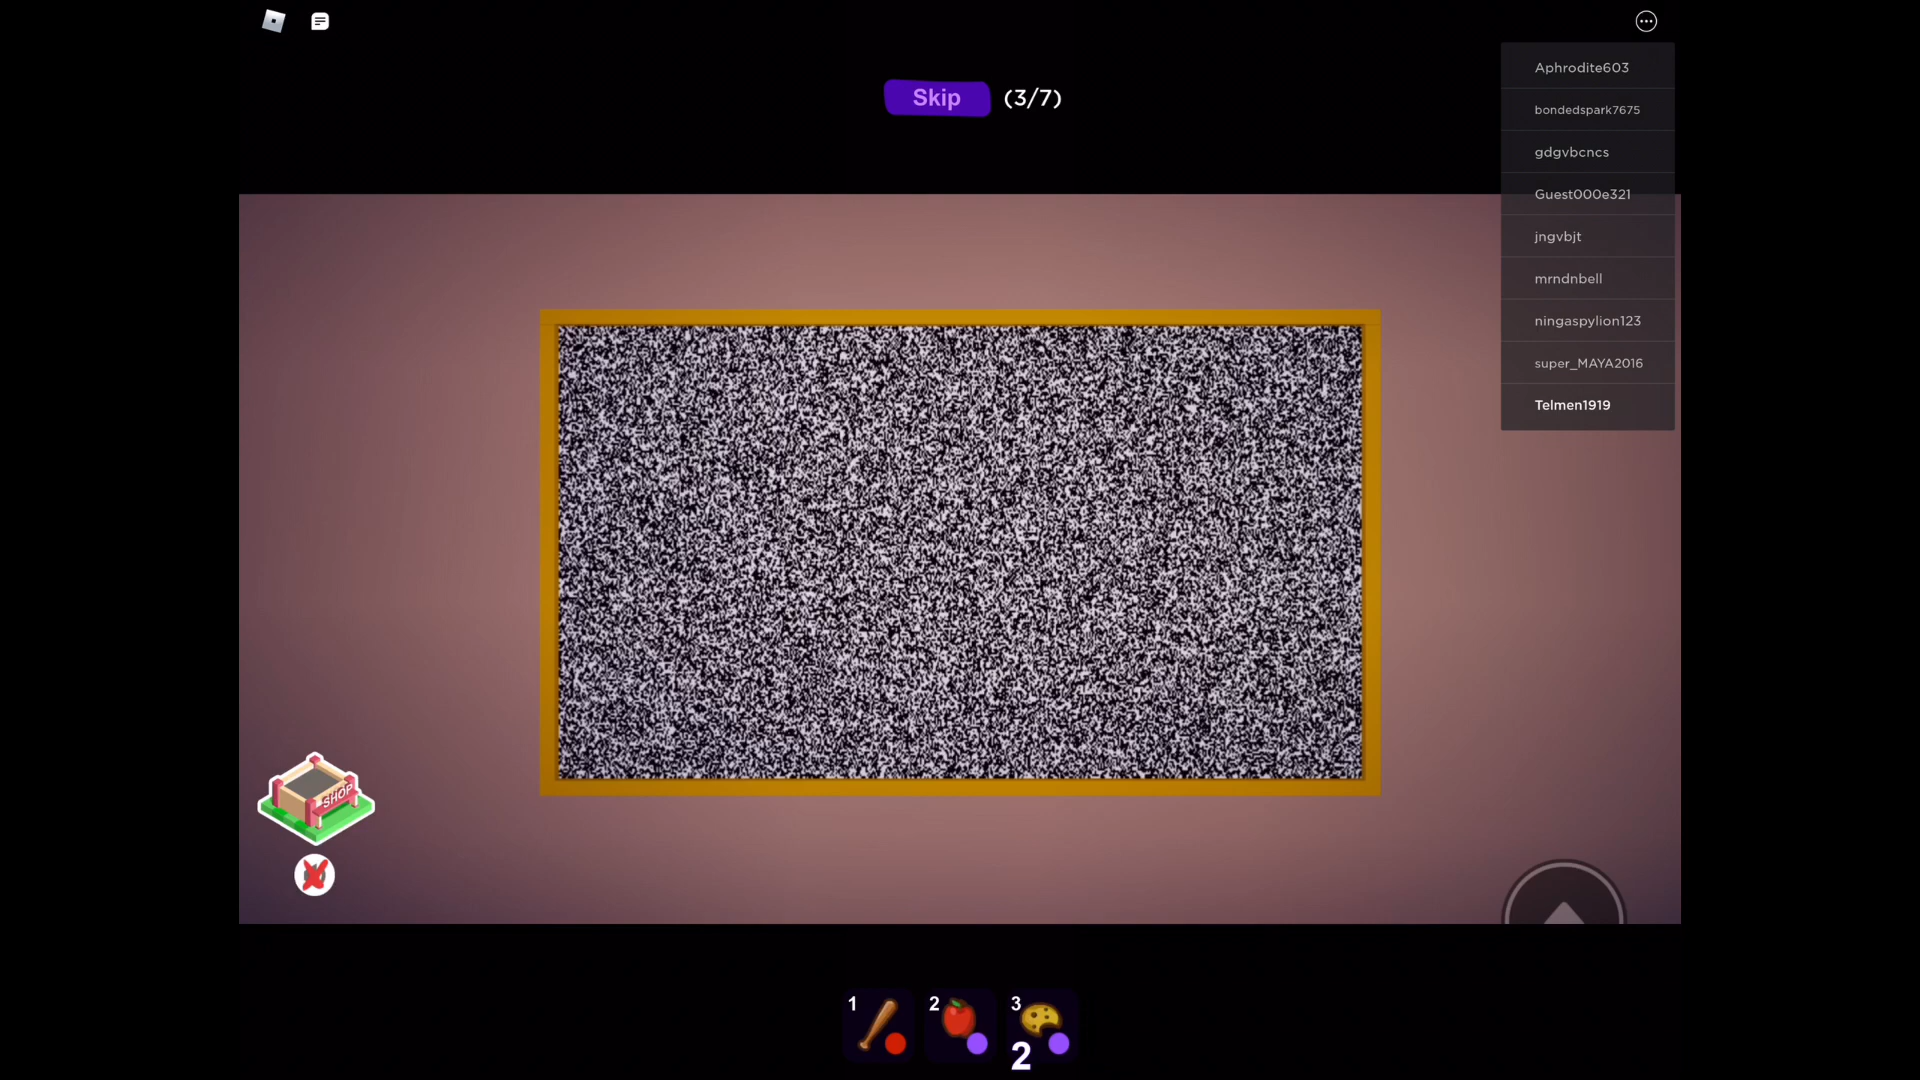 Skip (3/7)
Aphrodite603
bondedspark7675
gdgvbcncs
Guest000e321
jngvbjt
mrndnbell
ningaspylion123
super_MAYA2016
Telmen1919
SHOP
1 2 3
2